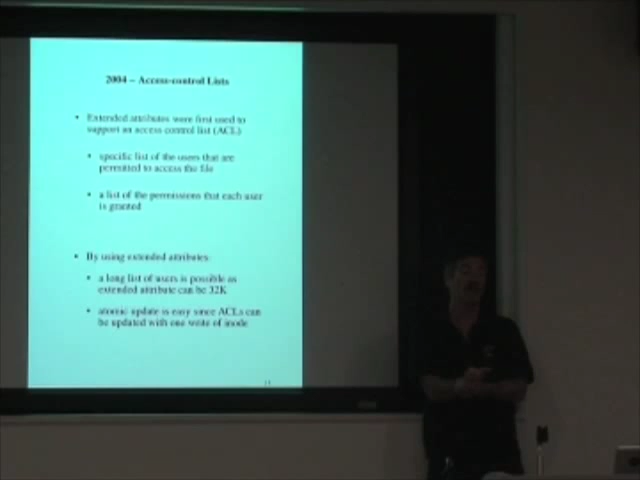 2004 – Access-control Lists
• Extended attributes were first used to
support an access control list (ACL)
• specific list of the users that are
permitted to access the file
• a list of the permissions that each user
is granted
• By using extended attributes:
• a long list of users is possible as
extended attribute can be 32K
• atomic update is easy since ACLs can
be updated with one write of inode